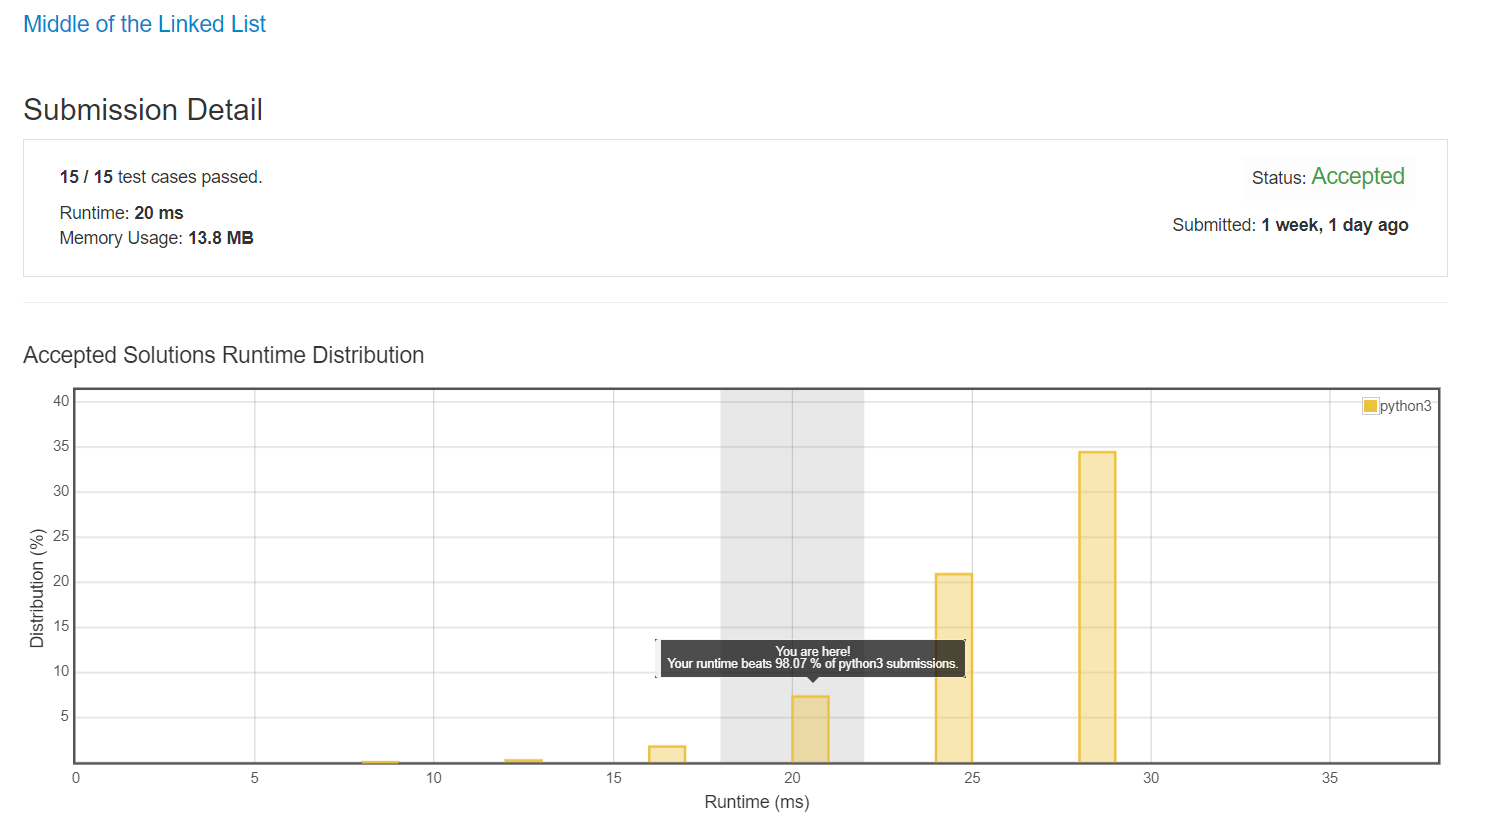 Middle of the Linked List
Submission Detail
15 / 15 test cases passed.
Status: Accepted
Runtime: 20 ms
Submitted: 1 week, 1 day ago
Memory Usage: 13.8 MB
Accepted Solutions Runtime Distribution
40
35
30
25
20
15
10
5
Distribution (%)
python3
You are here!
Your runtime beats 98.07 % of python3 submissions.
0 5 10 15 20 25 30 35
Runtime (ms)